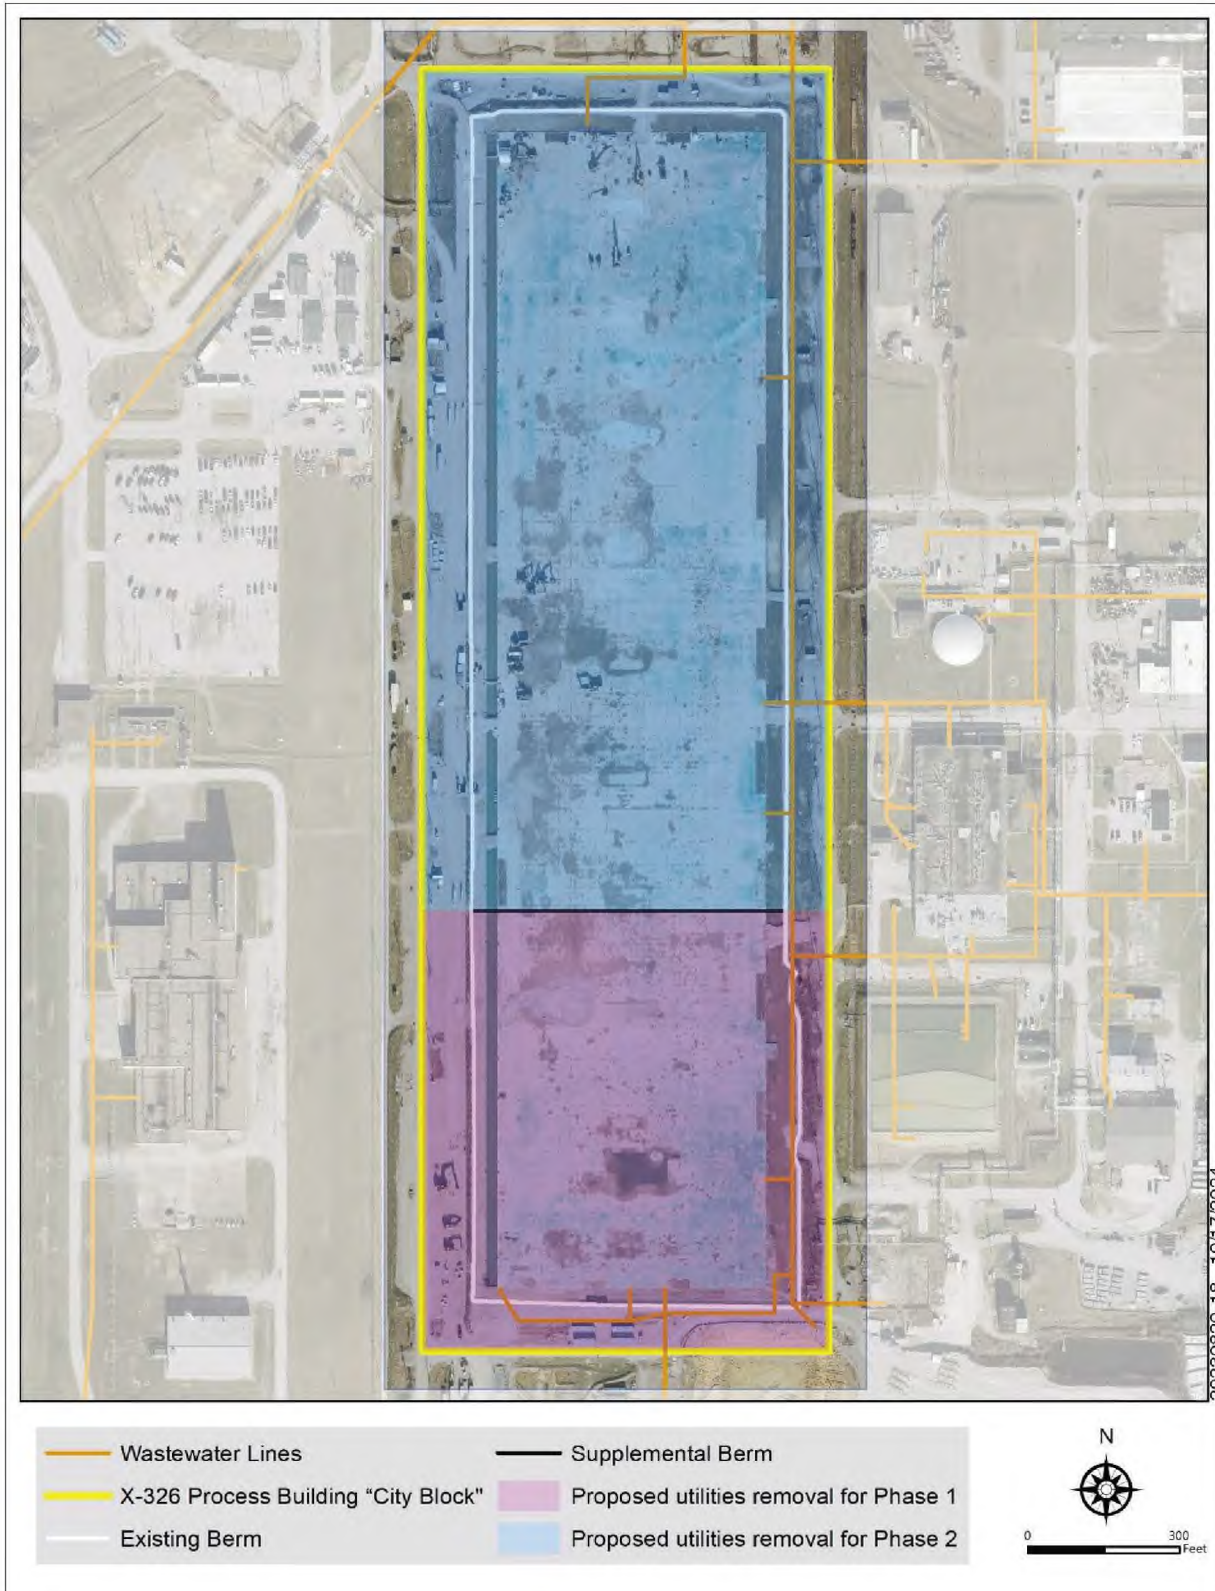 Wastewater Lines
X-326 Process Building "City Block"
Existing Berm
Supplemental Berm
Proposed utilities removal for Phase 1
Proposed utilities removal for Phase 2
N
0 300
Feet